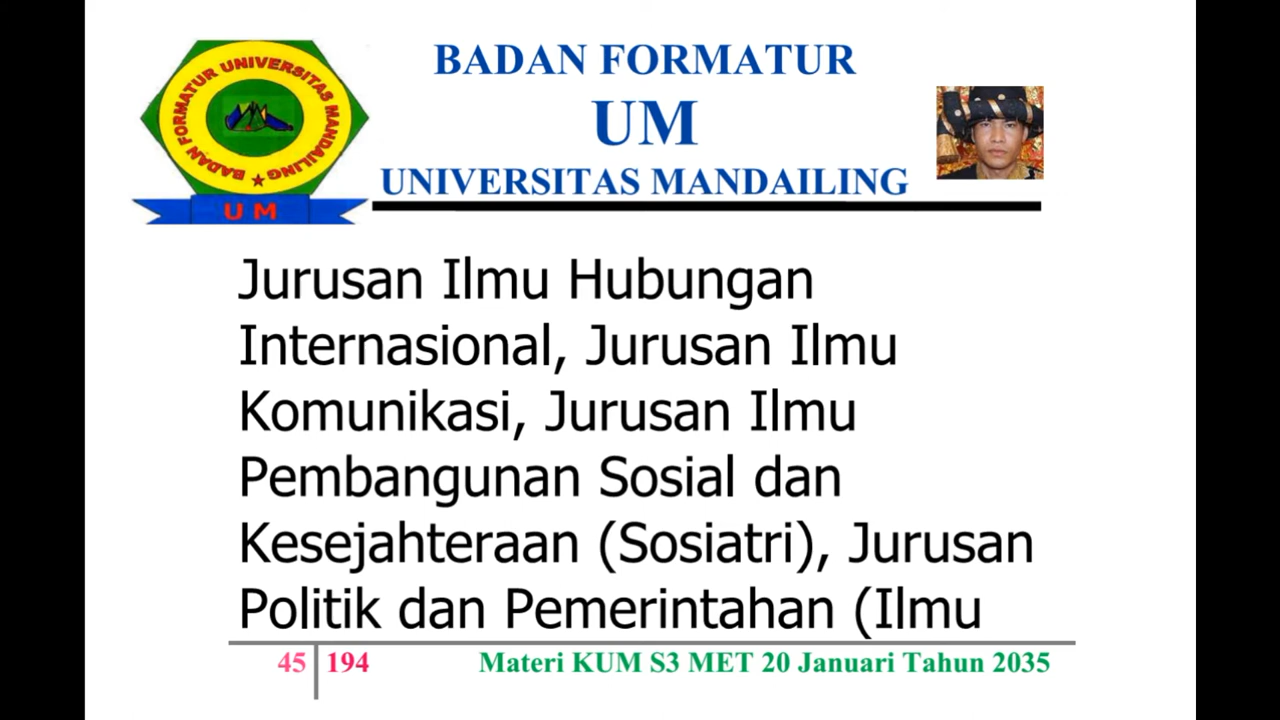 BADAN FORMATUR UNIVERSITAS MANDAILING
U M
BADAN FORMATUR
UM
UNIVERSITAS MANDAILING
Jurusan Ilmu Hubungan
Internasional, Jurusan Ilmu
Komunikasi, Jurusan Ilmu
Pembangunan Sosial dan
Kesejahteraan (Sosiatri), Jurusan
Politik dan Pemerintahan (Ilmu
45 194 Materi KUM S3 MET 20 Januari Tahun 2035